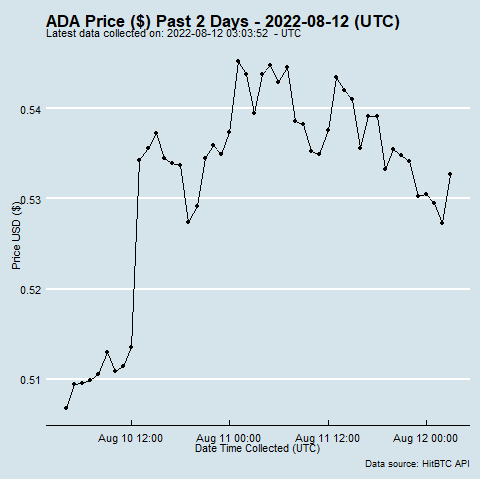 ADA Price ($) Past 2 Days - 2022-08-12 (UTC)
Latest data collected on: 2022-08-12 03:03:52 - UTC
Price USD ($)
0.54
0.53
0.52
0.51
Aug 10 12:00 Aug 11 00:00 Aug 11 12:00 Aug 12 00:00
Date Time Collected (UTC)
Data source: HitBTC API